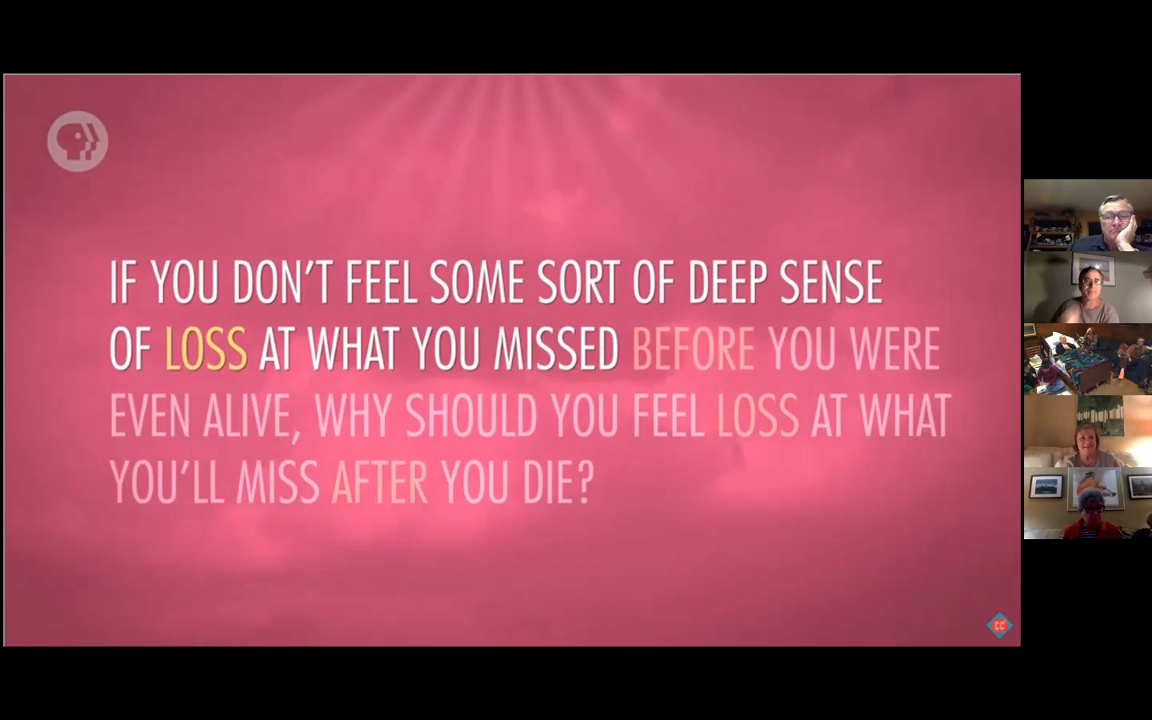 IF YOU DON'T FEEL SOME SORT OF DEEP SENSE
OF LOSS AT WHAT YOU MISSED BEFORE YOU WERE
EVEN ALIVE, WHY SHOULD YOU FEEL LOSS AT WHAT
YOU'LL MISS AFTER YOU DIE?
CC